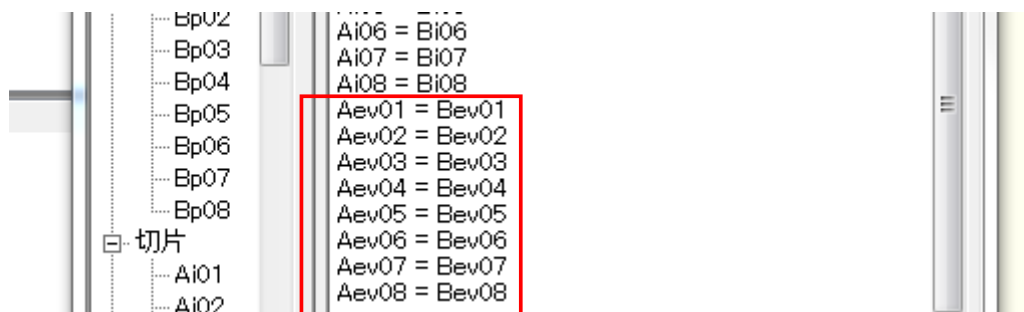 Bp02
Bp03
Bp04
Bp05
Bp06
Bp07
Bp08
切片
Ai01
Ai02
Ai06 = Bi06
Ai07 = Bi07
Ai08 = Bi08
Aev01 = Bev01
Aev02 = Bev02
Aev03 = Bev03
Aev04 = Bev04
Aev05 = Bev05
Aev06 = Bev06
Aev07 = Bev07
Aev08 = Bev08